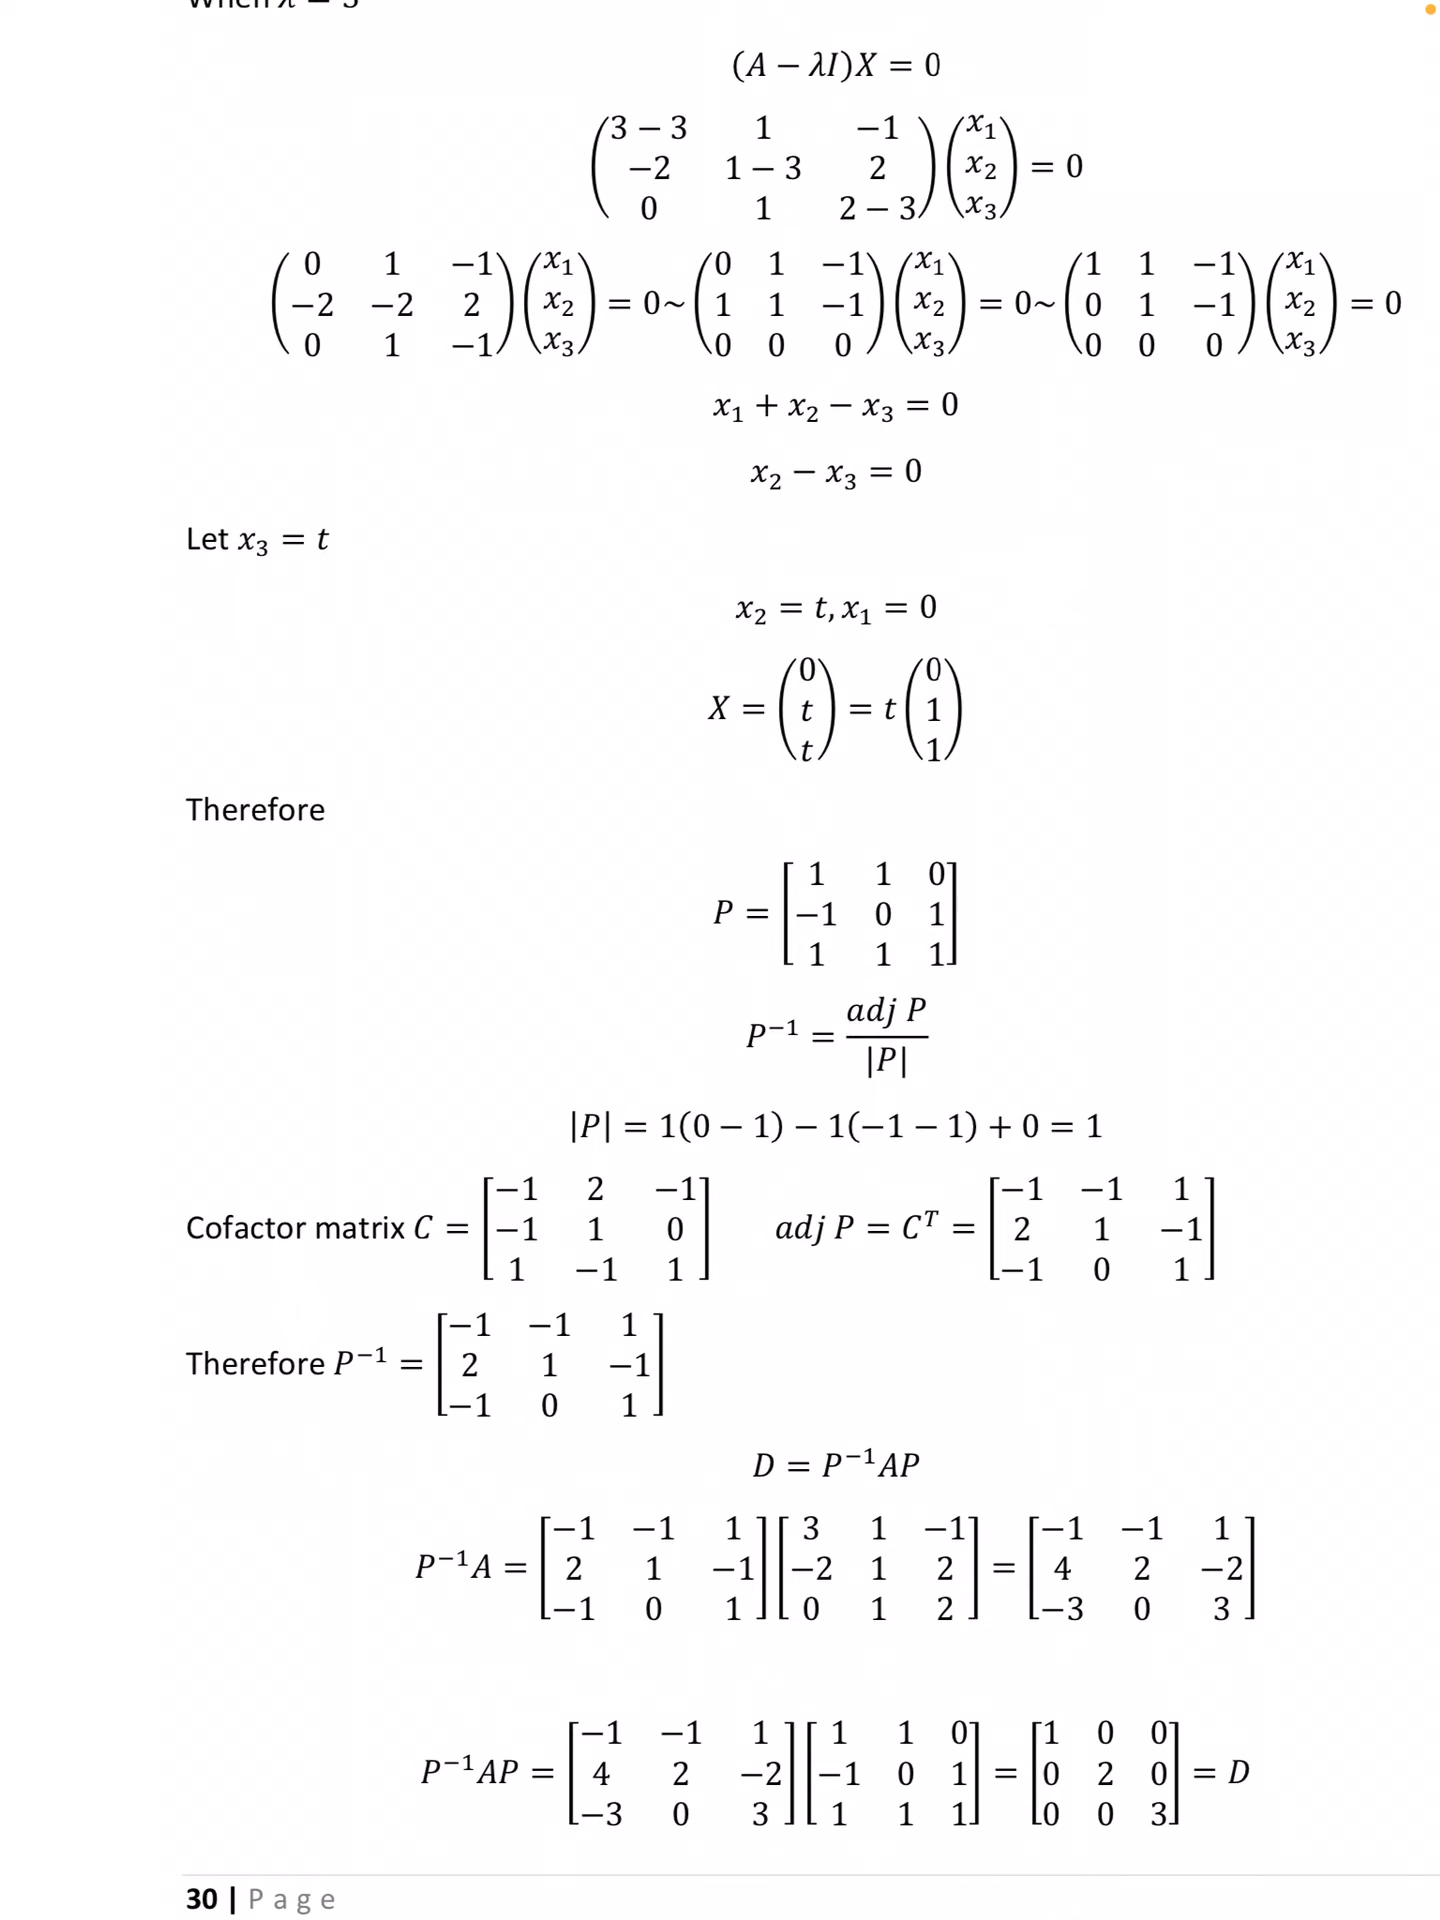 When λ = 3
(A − λI)X = 0
(3 − 3 1 −1
−2 1 − 3 2
0 1 2 − 3) (x₁
x₂
x₃) = 0
(0 1 −1
−2 −2 2
0 1 −1) (x₁
x₂
x₃) = 0~ (0 1 −1
1 1 −1
0 0 0) (x₁
x₂
x₃) = 0~ (1 1 −1
0 1 −1
0 0 0) (x₁
x₂
x₃) = 0
x₁ + x₂ − x₃ = 0
x₂ − x₃ = 0
Let x₃ = t
x₂ = t, x₁ = 0
X = (0
t
t) = t (0
1
1)
Therefore
P = [1 1 0
−1 0 1
1 1 1]
P⁻¹ = adj P
|P|
|P| = 1(0 − 1) − 1(−1 − 1) + 0 = 1
Cofactor matrix C = [−1 2 −1
−1 1 0
1 −1 1] adj P = Cᵀ = [−1 −1 1
2 1 −1
−1 0 1]
Therefore P⁻¹ = [−1 −1 1
2 1 −1
−1 0 1]
D = P⁻¹AP
P⁻¹A = [−1 −1 1
2 1 −1
−1 0 1] [3 1 −1
−2 1 2
0 1 2] = [−1 −1 1
4 2 −2
−3 0 3]
P⁻¹AP = [−1 −1 1
4 2 −2
−3 0 3] [1 1 0
−1 0 1
1 1 1] = [1 0 0
0 2 0
0 0 3] = D
30 | Page